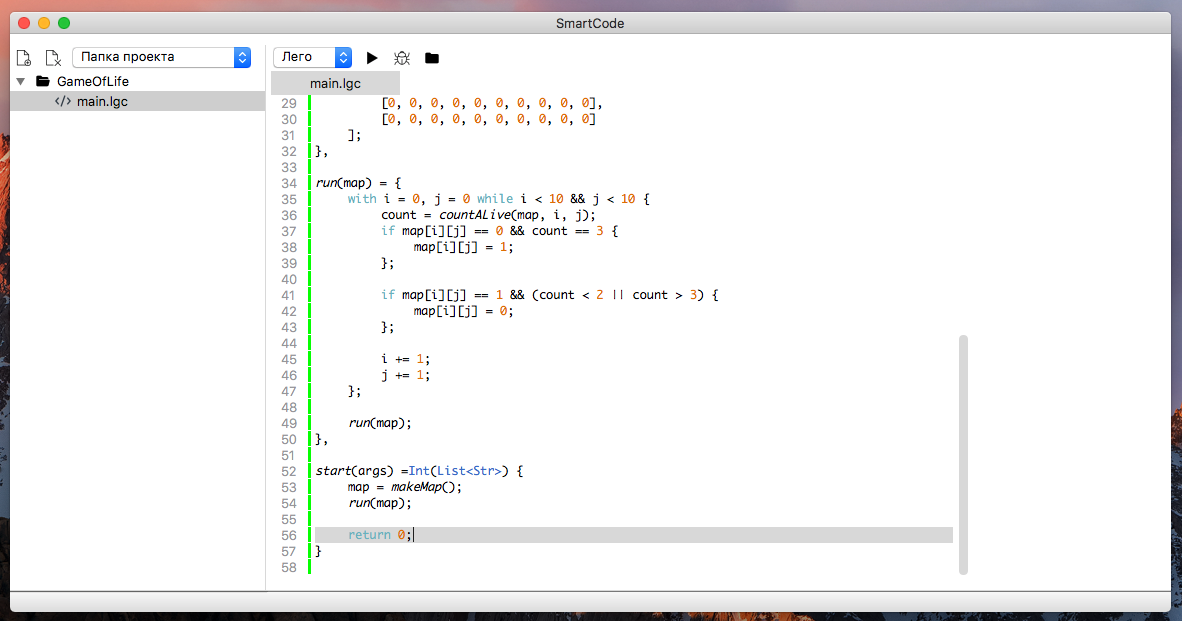 SmartCode
Папка проекта
Лего
GameOfLife
</> main.lgc
main.lgc
29 [0, 0, 0, 0, 0, 0, 0, 0, 0, 0],
30 [0, 0, 0, 0, 0, 0, 0, 0, 0, 0]
31 ];
32 },
33
34 run(map) = {
35 with i = 0, j = 0 while i < 10 && j < 10 {
36 count = countALive(map, i, j);
37 if map[i][j] == 0 && count == 3 {
38 map[i][j] = 1;
39 };
40
41 if map[i][j] == 1 && (count < 2 || count > 3) {
42 map[i][j] = 0;
43 };
44
45 i += 1;
46 j += 1;
47 };
48
49 run(map);
50 },
51
52 start(args) =Int(List<Str>) {
53 map = makeMap();
54 run(map);
55
56 return 0;
57 }
58